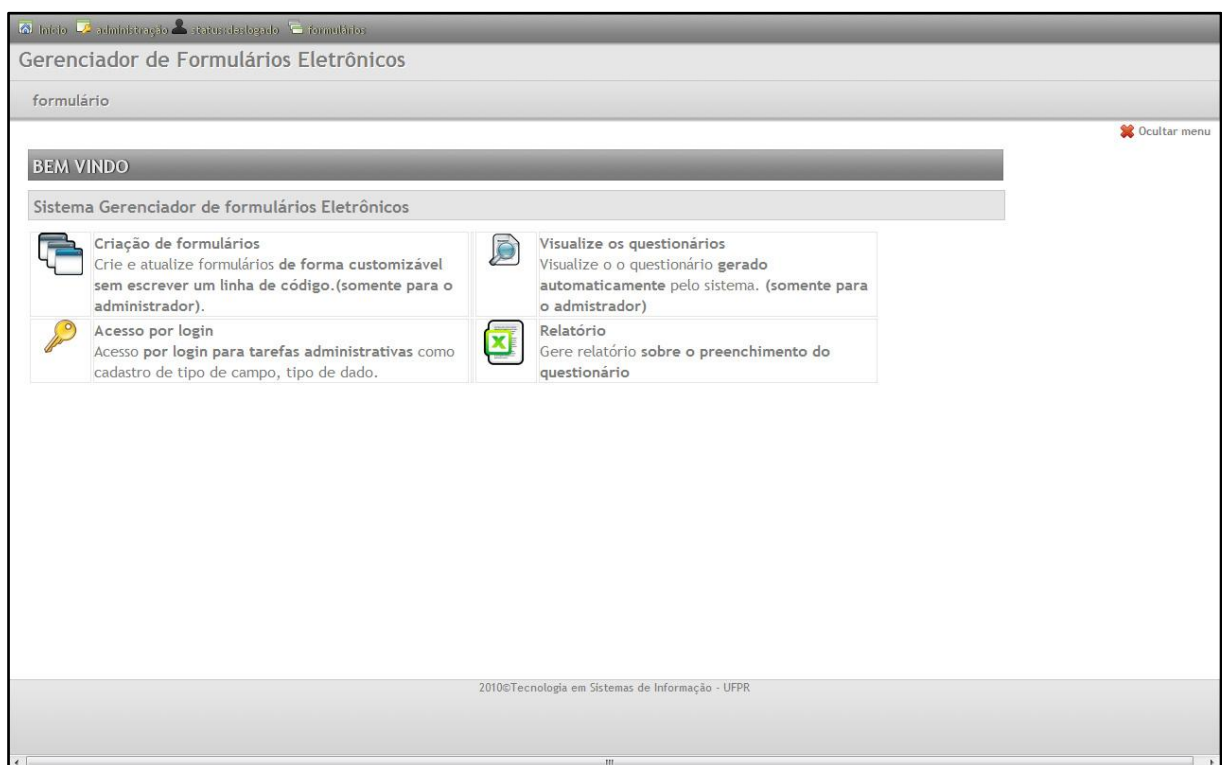 Início administração status:deslogado formulários
Gerenciador de Formulários Eletrônicos
formulário
Ocultar menu
BEM VINDO
Sistema Gerenciador de formulários Eletrônicos
Criação de formulários
Crie e atualize formulários de forma customizável
sem escrever um linha de código.(somente para o
administrador).
Visualize os questionários
Visualize o o questionário gerado
automaticamente pelo sistema. (somente para
o admistrador)
Acesso por login
Acesso por login para tarefas administrativas como
cadastro de tipo de campo, tipo de dado.
Relatório
Gere relatório sobre o preenchimento do
questionário
2010©Tecnologia em Sistemas de Informação - UFPR